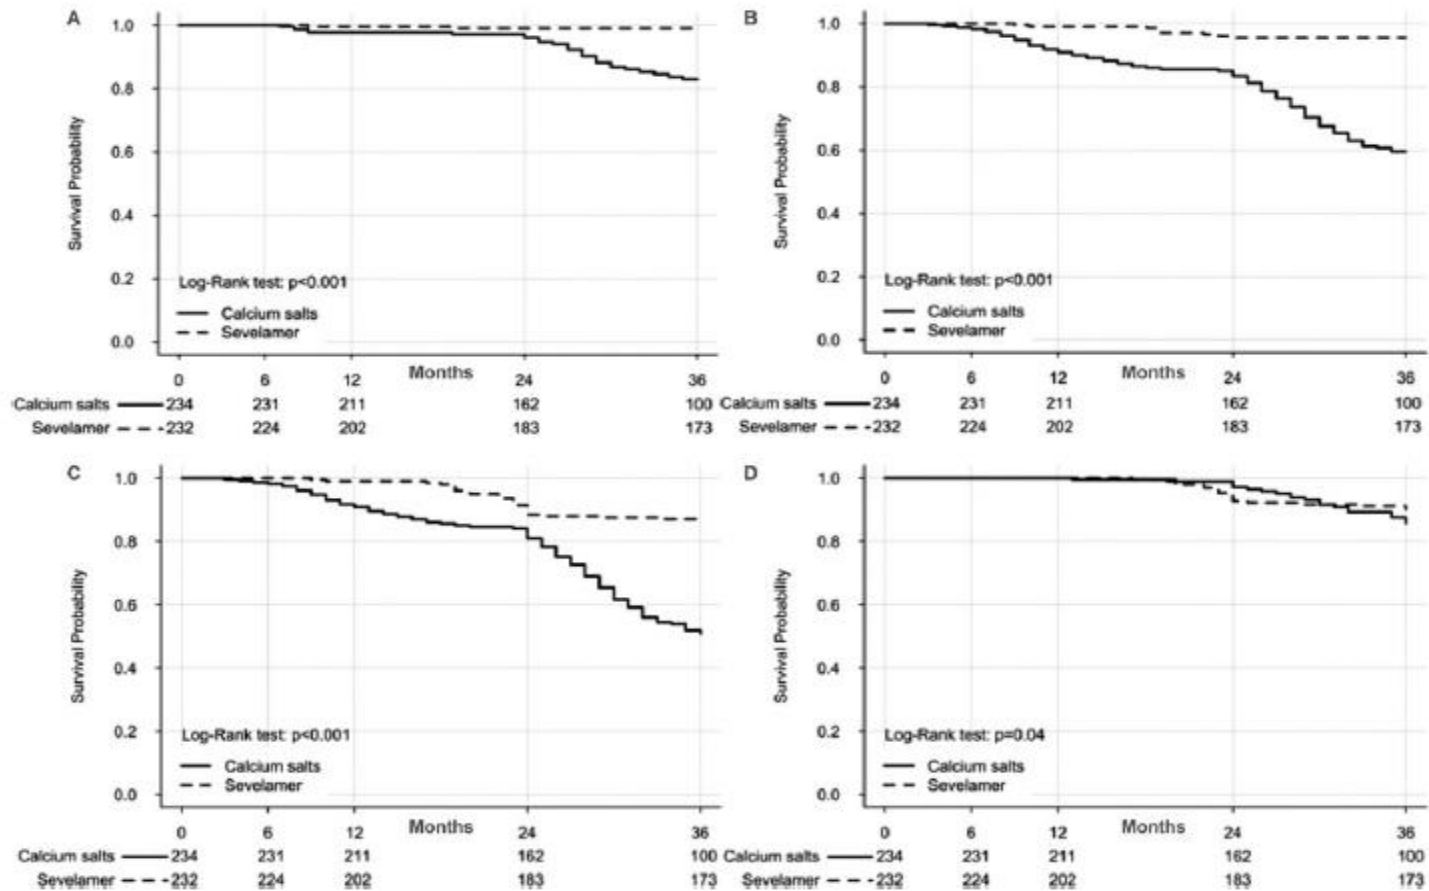 A
1.0
0.8
0.6
0.4
0.2
0.0
Survival Probability
Log-Rank test: p<0.001
Calcium salts
Sevelamer
0 6 12 Months 24 36
Calcium salts 234 231 211 162 100
Sevelamer 232 224 202 183 173
B
1.0
0.8
0.6
0.4
0.2
0.0
Survival Probability
Log-Rank test: p<0.001
Calcium salts
Sevelamer
0 6 12 Months 24 36
Calcium salts 234 231 211 162 100
Sevelamer 232 224 202 183 173
C
1.0
0.8
0.6
0.4
0.2
0.0
Survival Probability
Log-Rank test: p<0.001
Calcium salts
Sevelamer
0 6 12 Months 24 36
Calcium salts 234 231 211 162 100
Sevelamer 232 224 202 183 173
D
1.0
0.8
0.6
0.4
0.2
0.0
Survival Probability
Log-Rank test: p=0.04
Calcium salts
Sevelamer
0 6 12 Months 24 36
Calcium salts 234 231 211 162 100
Sevelamer 232 224 202 183 173